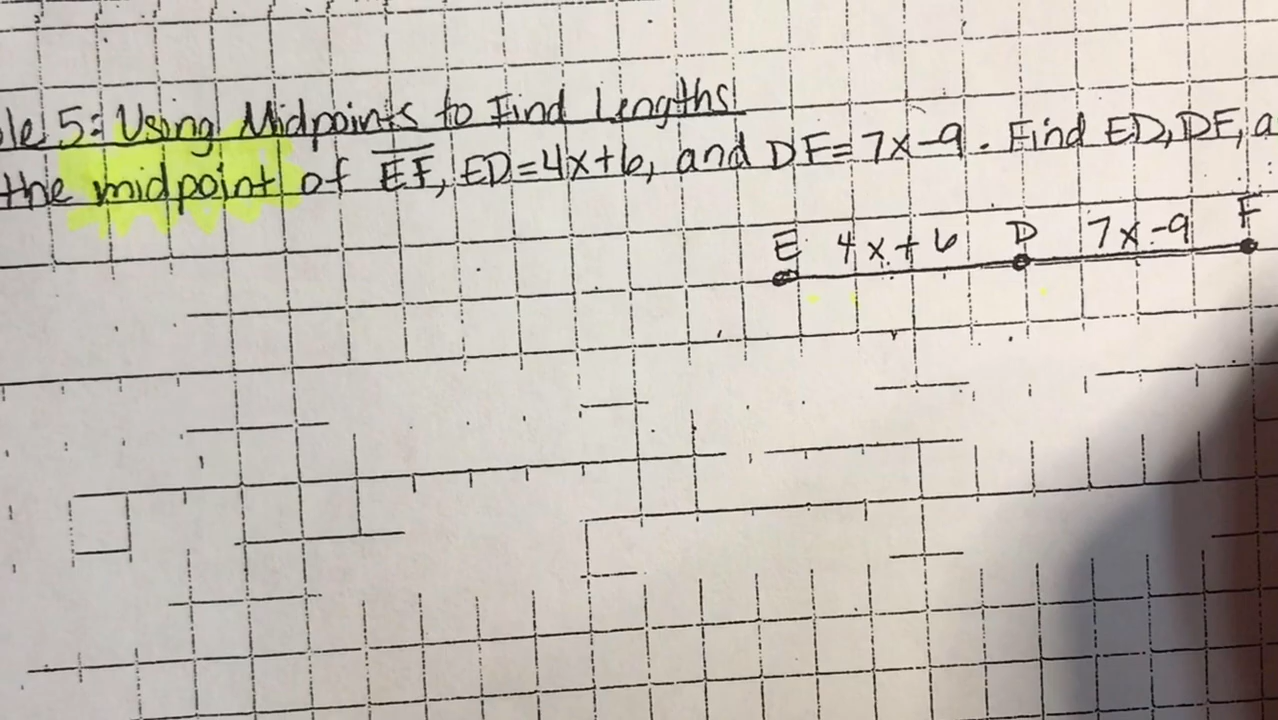 le 5: Using Midpoints to Find Lengths
the midpoint of EF, ED=4x+6, and DF=7x-9. Find ED, DF, a
E 4x+6 D 7x-9 F